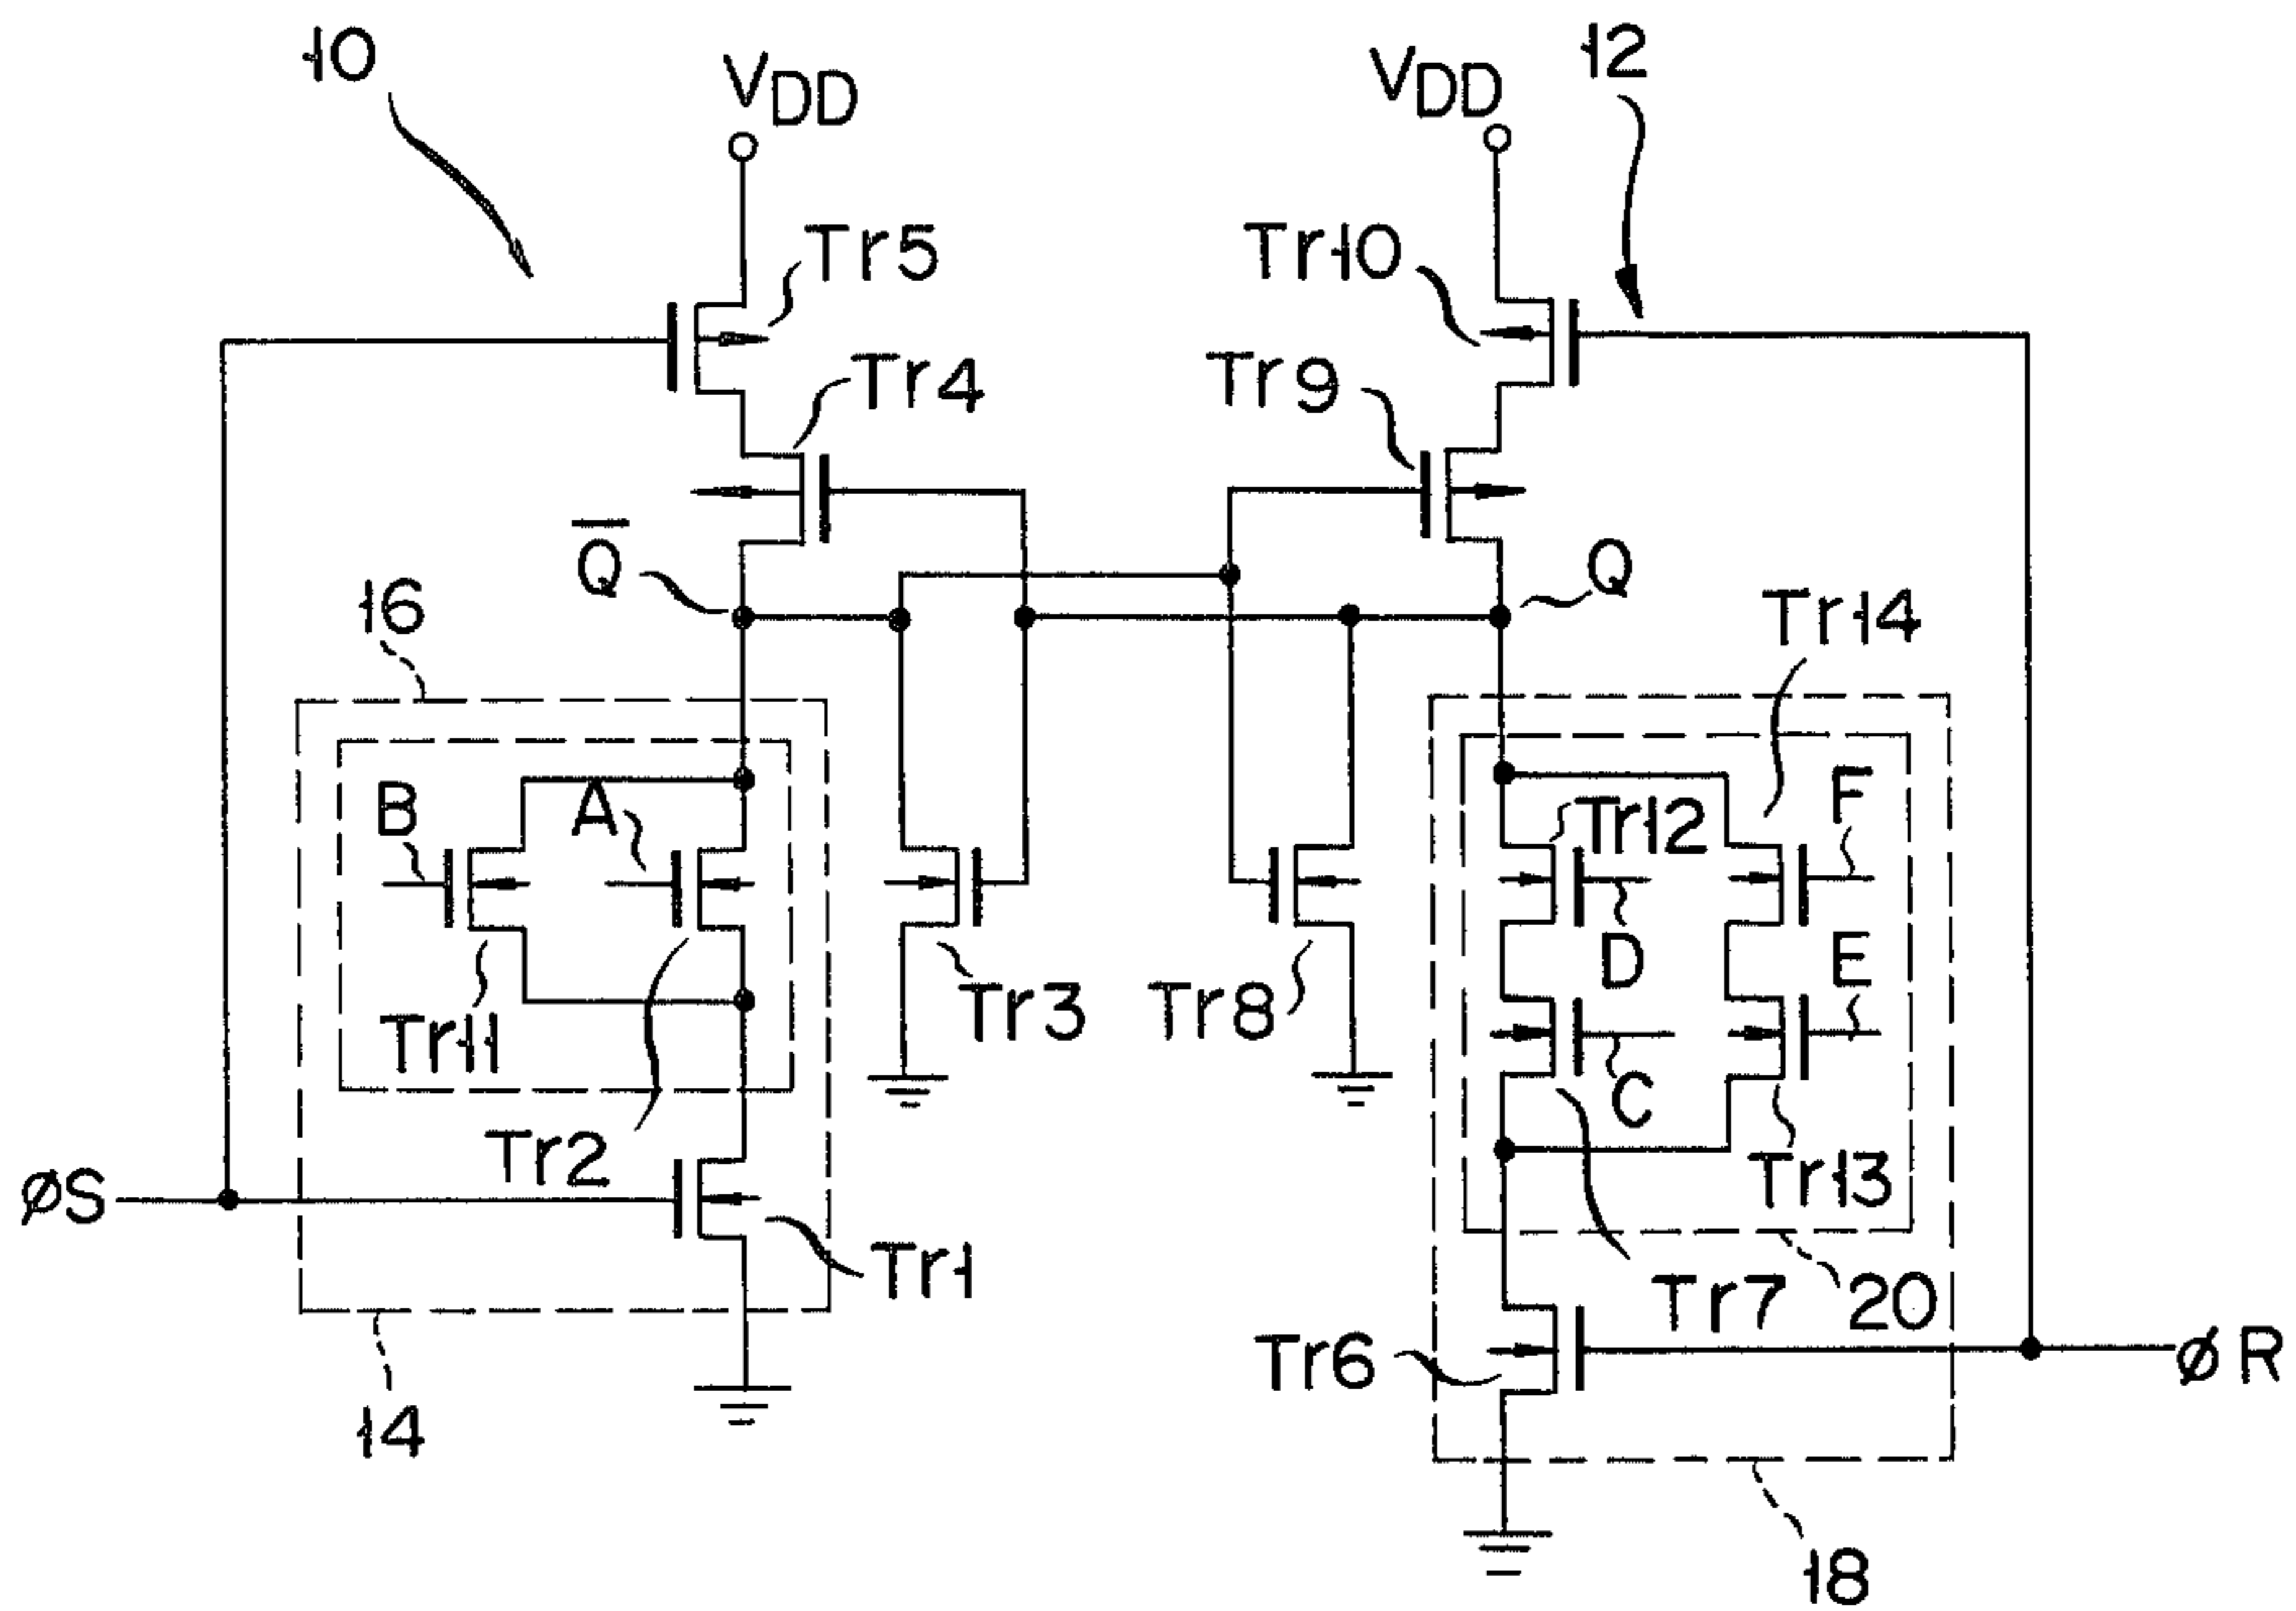 10
VDD
VDD
12
Tr5
Tr10
Tr4
Tr9
Q̅
Q
16
Tr14
B
A
Tr12
F
D
E
Tr3
Tr8
Tr11
C
Tr2
Tr13
øS
Tr1
Tr7
20
Tr6
øR
14
18